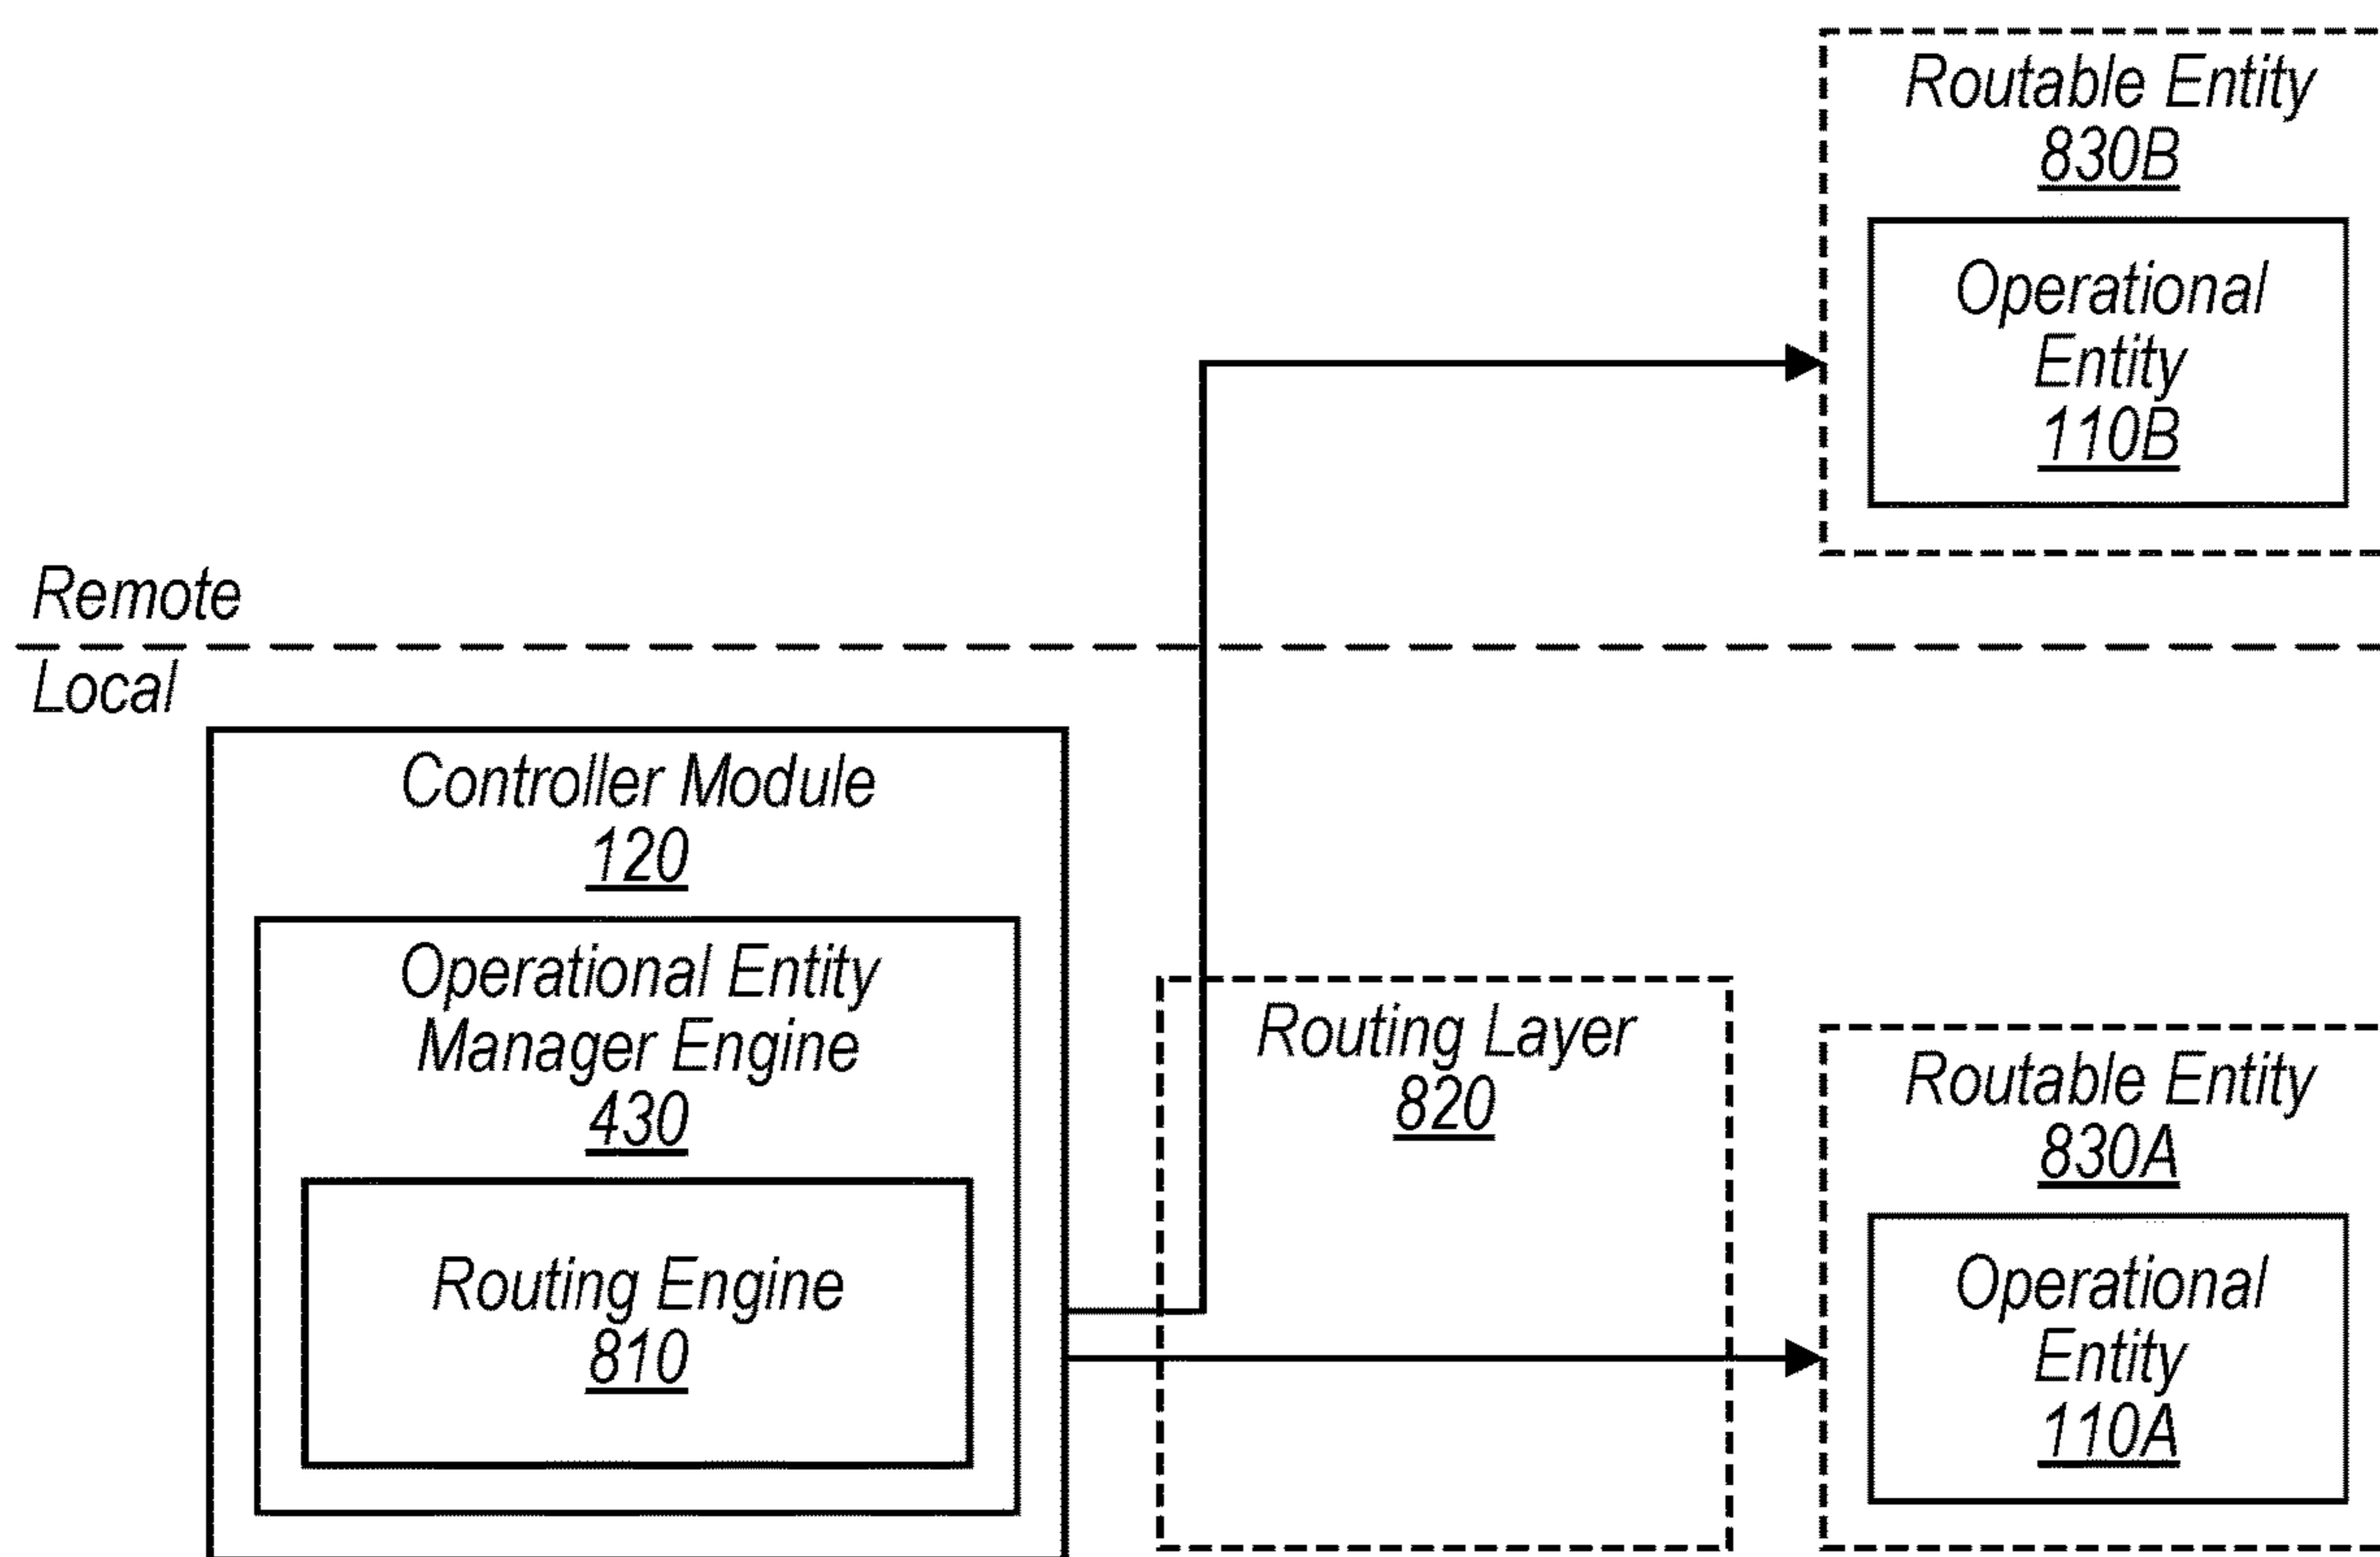 Routable Entity
830B
Operational
Entity
110B
Remote
Local
Controller Module
120
Operational Entity
Manager Engine
430
Routing Engine
810
Routing Layer
820
Routable Entity
830A
Operational
Entity
110A